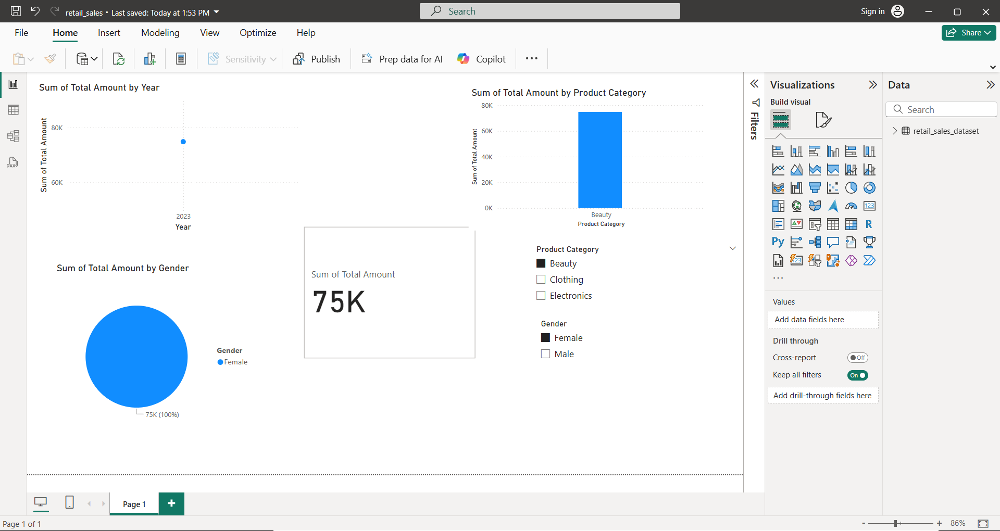 retail_sales • Last saved: Today at 1:53 PM
Search
Sign in
File Home Insert Modeling View Optimize Help
Share
Sensitivity Publish Prep data for AI Copilot
Sum of Total Amount by Year
Sum of Total Amount
80K
60K
2023
Year
Sum of Total Amount by Product Category
Sum of Total Amount
80K
60K
40K
20K
0K
Beauty
Product Category
Sum of Total Amount by Gender
75K (100%)
Gender
Female
Sum of Total Amount
75K
Product Category
Beauty
Clothing
Electronics
Gender
Female
Male
Filters
Visualizations
Build visual
123
R
Py
123
Values
Add data fields here
Drill through
Cross-report
Off
Keep all filters
On
Add drill-through fields here
Data
Search
retail_sales_dataset
DAX
Page 1
Page 1 of 1
86%